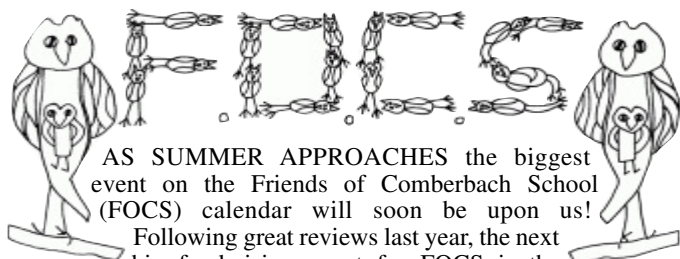 F.O.C.S
AS SUMMER APPROACHES the biggest
event on the Friends of Comberbach School
(FOCS) calendar will soon be upon us!
Following great reviews last year, the next